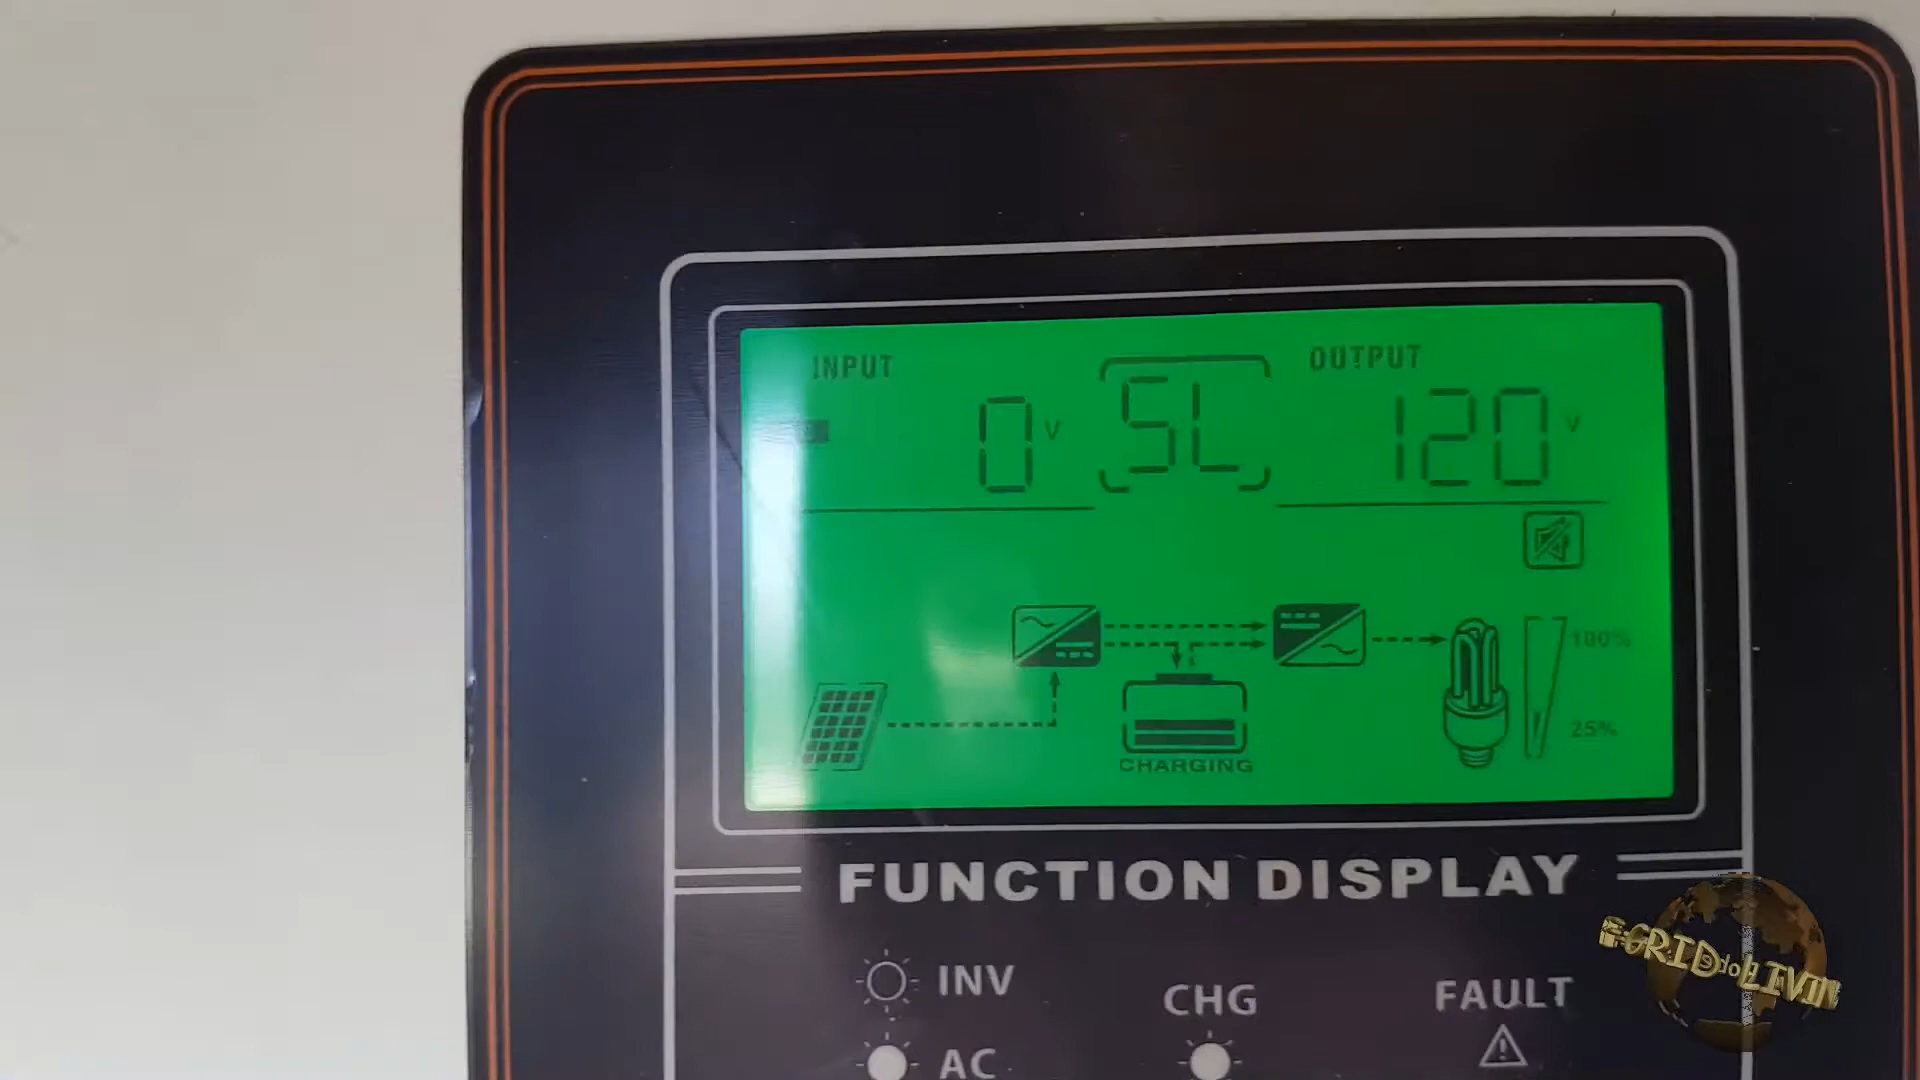 INPUT
OUTPUT
0 V
SL
120 V
100%
25%
CHARGING
FUNCTION DISPLAY
INV
CHG
FAULT
AC